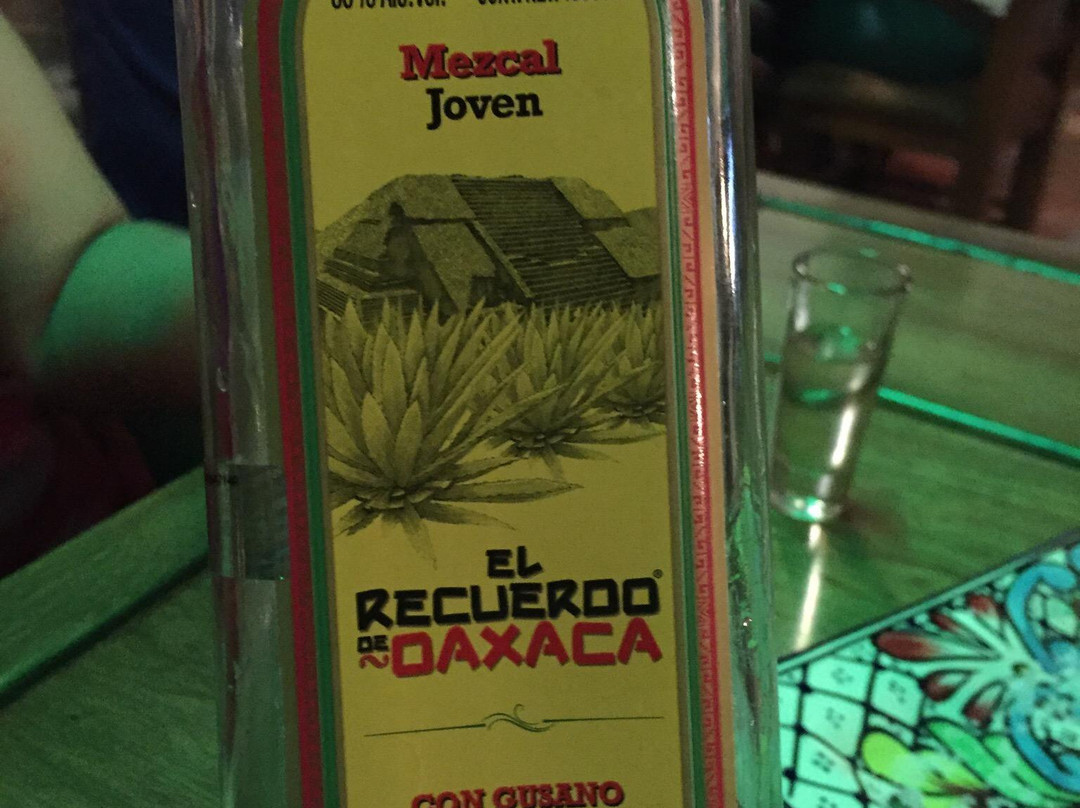 Mezcal
Joven
EL
RECUERDO®
DE OAXACA
CON GUSANO